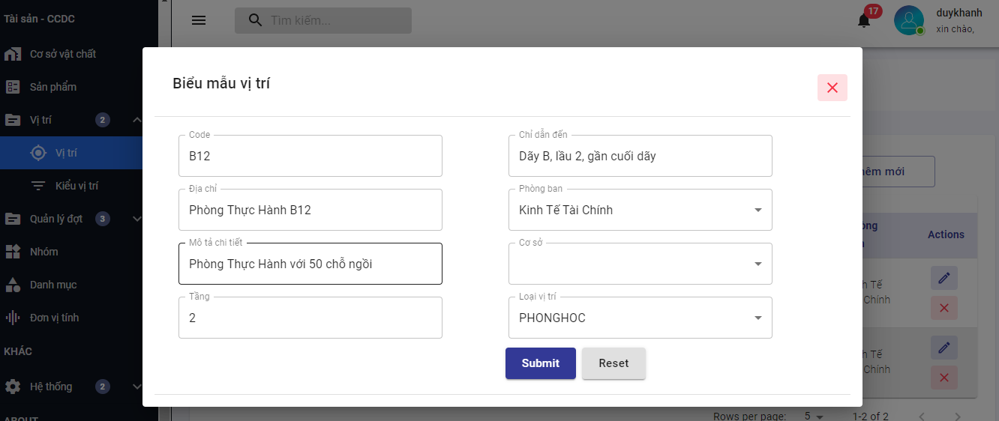 Tài sản - CCDC
Tìm kiếm...
17
duykhanh
xin chào,
Cơ sở vật chất
Sản phẩm
Vị trí 2
Vị trí
Kiểu vị trí
Quản lý đợt 3
Nhóm
Danh mục
Đơn vị tính
KHÁC
Hệ thống 2
ABOUT
Biểu mẫu vị trí
Code
B12
Chỉ dẫn đến
Dãy B, lầu 2, gần cuối dãy
Địa chỉ
Phòng Thực Hành B12
Phòng ban
Kinh Tế Tài Chính
Mô tả chi tiết
Phòng Thực Hành với 50 chỗ ngồi
Cơ sở
Tầng
2
Loại vị trí
PHONGHOC
Submit
Reset
mới
Actions
Tế
Chính
Tế
Chính
Rows per page: 5
1-2 of 2